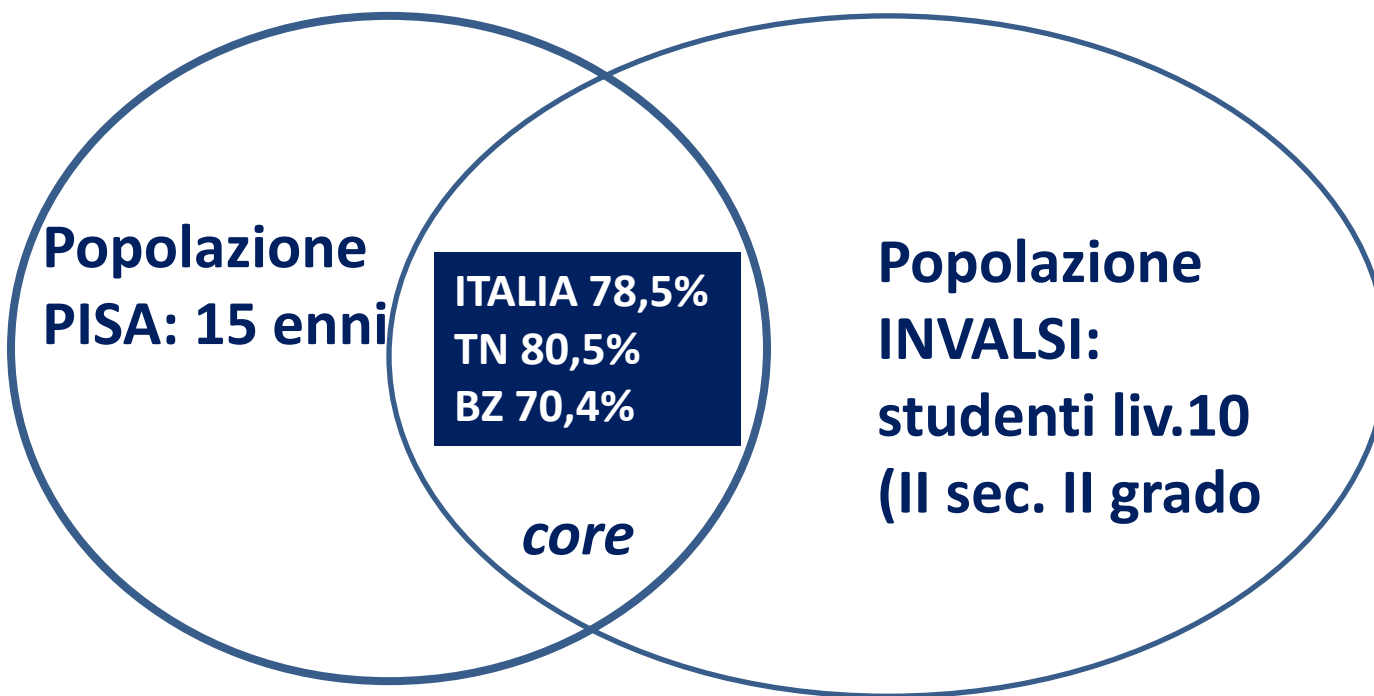 Popolazione
PISA: 15 enni
ITALIA 78,5%
TN 80,5%
BZ 70,4%
core
Popolazione
INVALSI:
studenti liv.10
(II sec. II grado